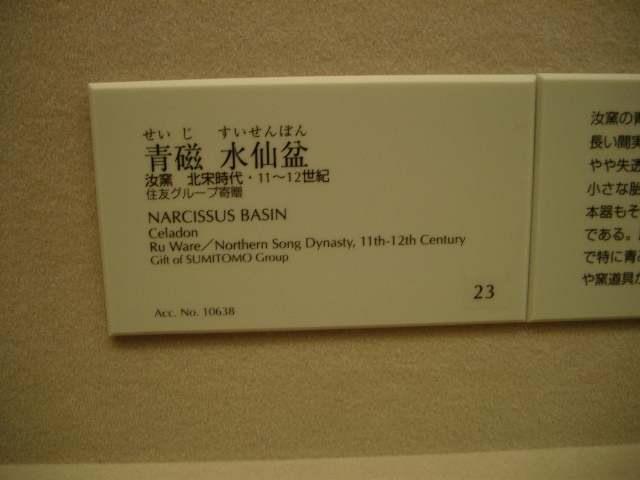 せいじ すいせんぼん
青磁 水仙盆
汝窯 北宋時代・11〜12世紀
住友グループ寄贈
NARCISSUS BASIN
Celadon
Ru Ware／Northern Song Dynasty, 11th-12th Century
Gift of SUMITOMO Group
23
Acc. No. 10638
汝窯の青
長い間実
やや失透
小さな胎
本器もそ
である。
で特に青
や窯道具が